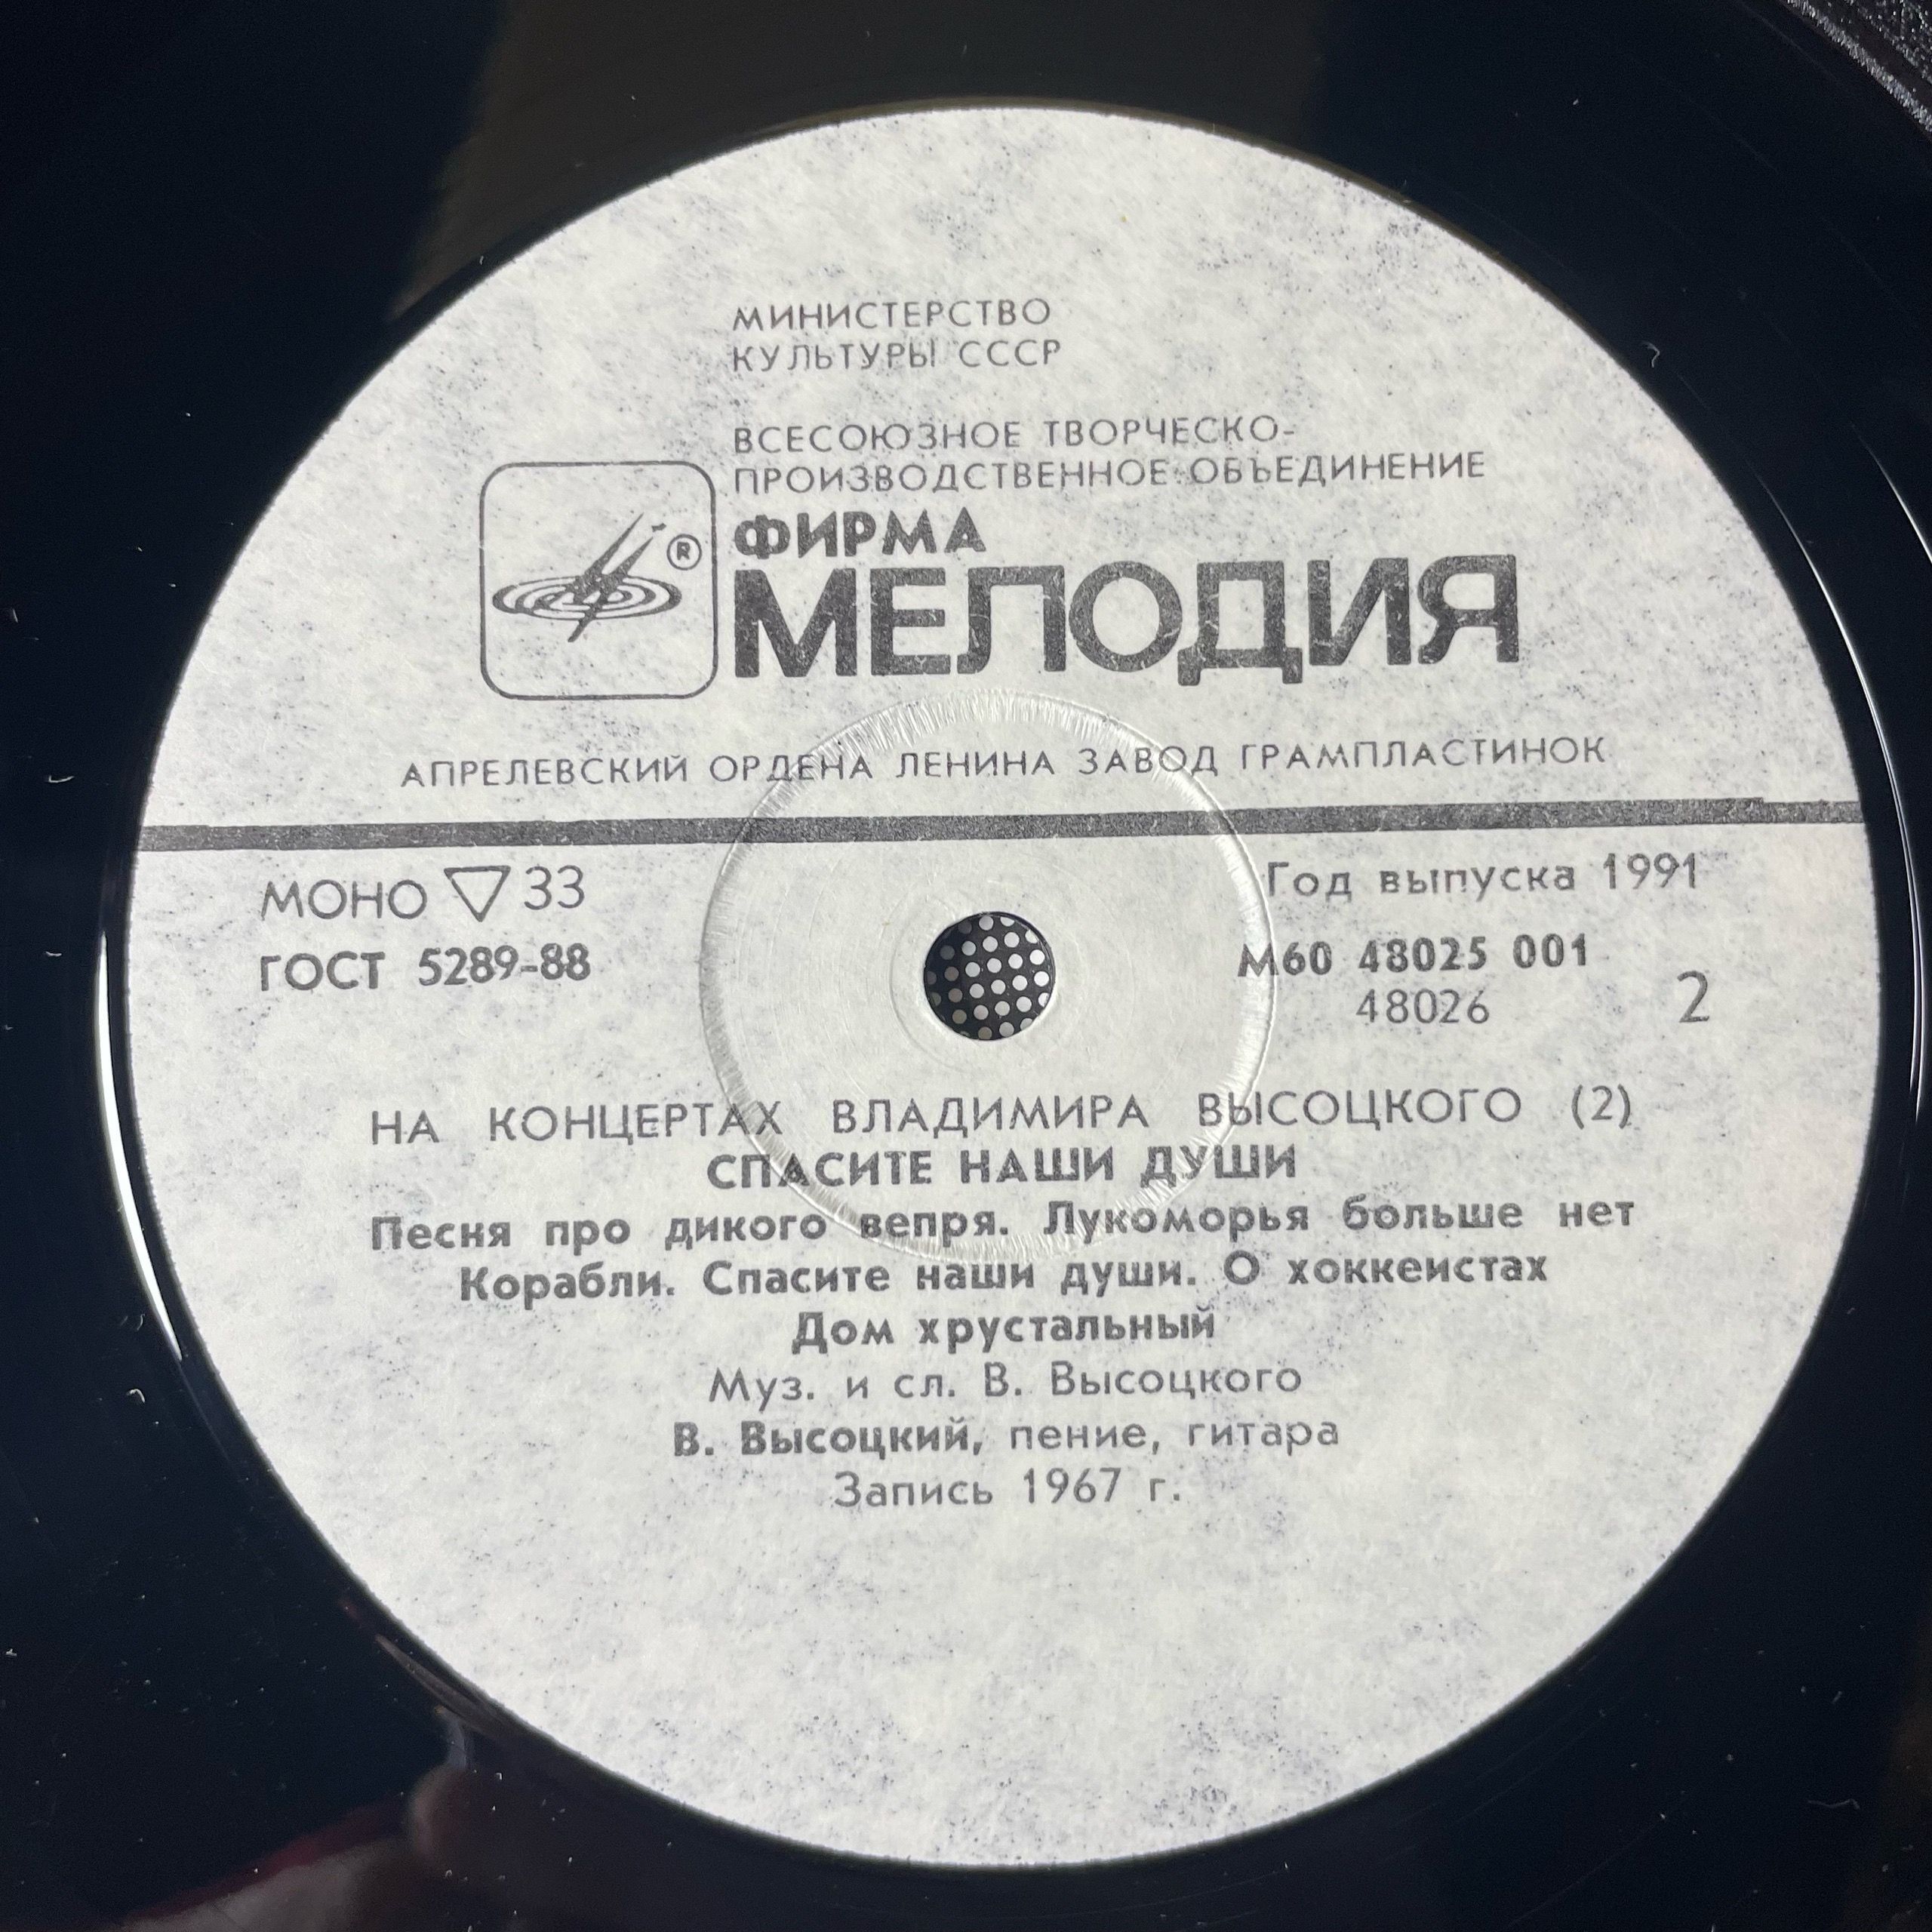 МИНИСТЕРСТВО
КУЛЬТУРЫ СССР
ВСЕСОЮЗНОЕ ТВОРЧЕСКО-
ПРОИЗВОДСТВЕННОЕ ОБЪЕДИНЕНИЕ
®
ФИРМА
МЕЛОДИЯ
АПРЕЛЕВСКИЙ ОРДЕНА ЛЕНИНА ЗАВОД ГРАМПЛАСТИНОК
МОНО ▽ 33
Год выпуска 1991
ГОСТ 5289-88
М60 48025 001
48026
2
НА КОНЦЕРТАХ ВЛАДИМИРА ВЫСОЦКОГО (2)
СПАСИТЕ НАШИ ДУШИ
Песня про дикого вепря. Лукоморья больше нет
Корабли. Спасите наши души. О хоккеистах
Дом хрустальный
Муз. и сл. В. Высоцкого
В. Высоцкий, пение, гитара
Запись 1967 г.